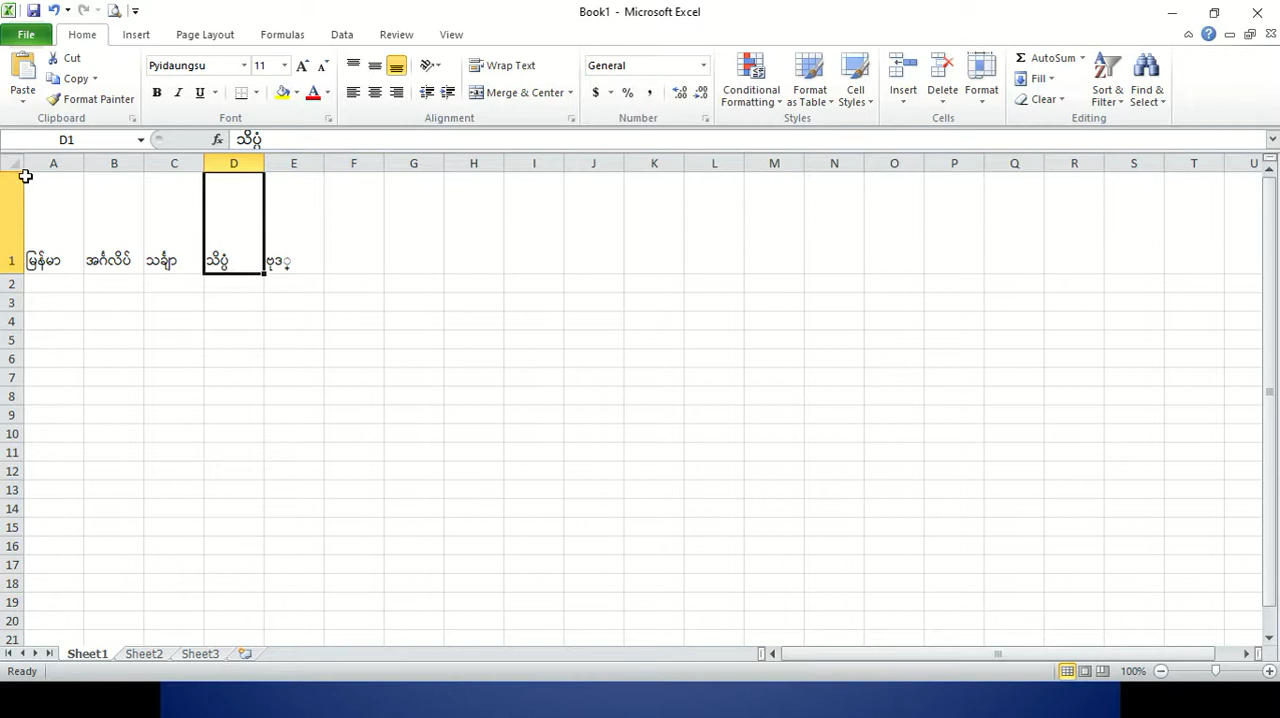 Book1 - Microsoft Excel
File Home Insert Page Layout Formulas Data Review View
Paste
Cut
Copy
Format Painter
Clipboard
Pyidaungsu 11
B I U A
Font
Wrap Text
Merge & Center
Alignment
General
$ % ,
Number
Conditional Formatting
Format as Table
Cell Styles
Styles
Insert Delete Format
Cells
Σ AutoSum
Fill
Clear
Sort & Filter
Find & Select
Editing
D1 fx သိပ္ပံ
A B C D E F G H I J K L M N O P Q R S T U
1 မြန်မာ အင်္ဂလိပ် သင်္ချာ သိပ္ပံ ဗုဒ္
2
3
4
5
6
7
8
9
10
11
12
13
14
15
16
17
18
19
20
21
Sheet1 Sheet2 Sheet3
Ready 100%